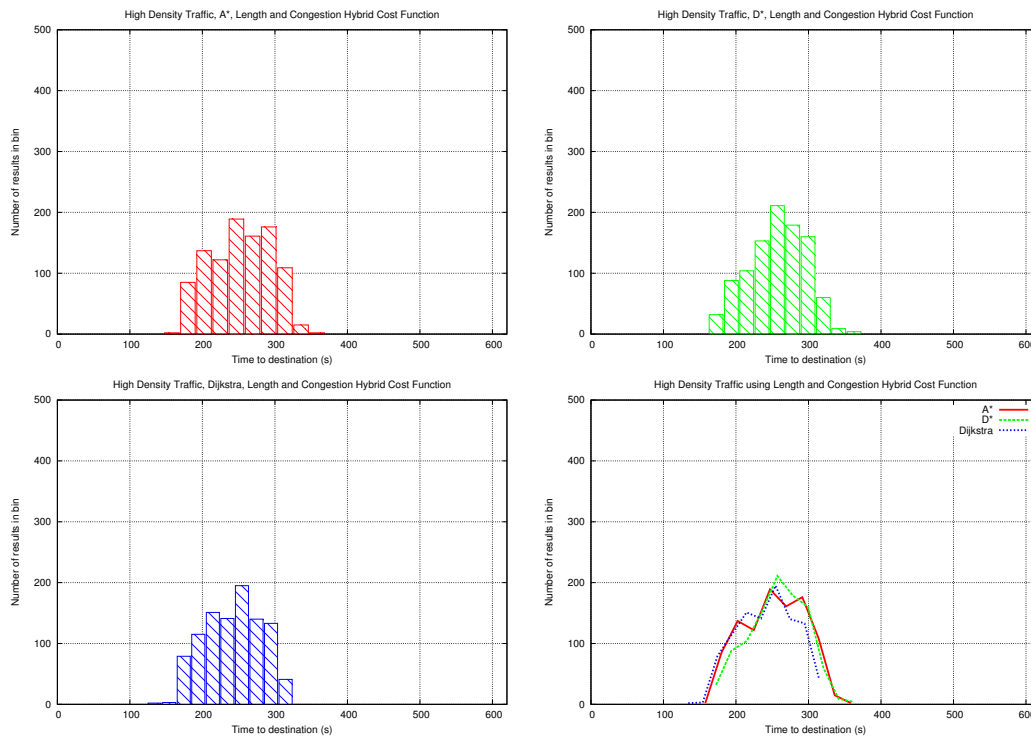 High Density Traffic, A*, Length and Congestion Hybrid Cost Function
500
400
300
200
100
0
Number of results in bin
0 100 200 300 400 500 600
Time to destination (s)
High Density Traffic, D*, Length and Congestion Hybrid Cost Function
500
400
300
200
100
0
Number of results in bin
0 100 200 300 400 500 600
Time to destination (s)
High Density Traffic, Dijkstra, Length and Congestion Hybrid Cost Function
500
400
300
200
100
0
Number of results in bin
0 100 200 300 400 500 600
Time to destination (s)
High Density Traffic using Length and Congestion Hybrid Cost Function
A*
D*
Dijkstra
500
400
300
200
100
0
Number of results in bin
0 100 200 300 400 500 600
Time to destination (s)